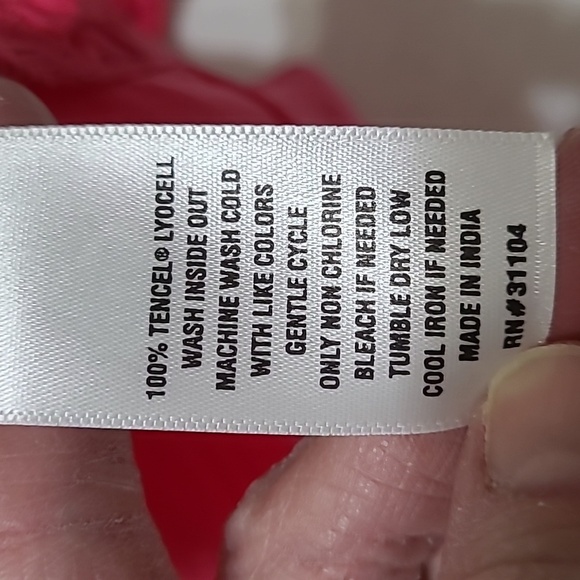 100% TENCEL® LYOCELL
WASH INSIDE OUT
MACHINE WASH COLD
WITH LIKE COLORS
GENTLE CYCLE
ONLY NON CHLORINE
BLEACH IF NEEDED
TUMBLE DRY LOW
COOL IRON IF NEEDED
MADE IN INDIA
RN#31104